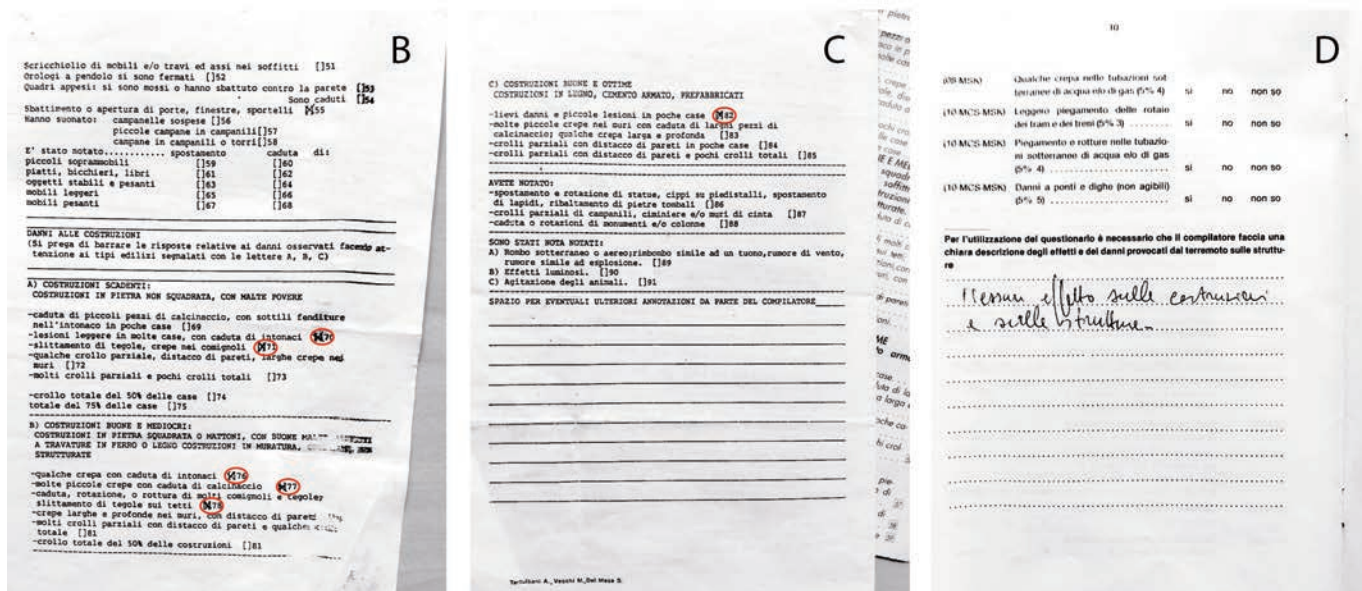 B
Scricchiolio di mobili e/o travi ed assi nei soffitti []51
Orologi a pendolo si sono fermati []52
Quadri appesi: si sono mossi o hanno sbattuto contro la parete []53
Sono caduti []54
Sbattimento o apertura di porte, finestre, sportelli [X]55
Hanno suonato: campanelle sospese []56
piccole campane in campanili[]57
campane in campanili o torri[]58
E' stato notato............ spostamento caduta di:
piccoli soprammobili []59 []60
piatti, bicchieri, libri []61 []62
oggetti stabili e pesanti []63 []64
mobili leggeri []65 []66
mobili pesanti []67 []68
DANNI ALLE COSTRUZIONI
(Si prega di barrare le risposte relative ai danni osservati facendo at-
tenzione ai tipi edilizi segnalati con le lettere A, B, C)
A) COSTRUZIONI SCADENTI:
COSTRUZIONI IN PIETRA NON SQUADRATA, CON MALTE POVERE
-caduta di piccoli pezzi di calcinaccio, con sottili fenditure
nell'intonaco in poche case []69
-lesioni leggere in molte case, con caduta di intonaci [X]70
-slittamento di tegole, crepe nei comignoli [X]71
-qualche crollo parziale, distacco di pareti, larghe crepe nei
muri []72
-molti crolli parziali e pochi crolli totali []73
-crollo totale del 50% delle case []74
totale del 75% delle case []75
B) COSTRUZIONI BUONE E MEDIOCRI:
COSTRUZIONI IN PIETRA SQUADRATA O MATTONI, CON BUONE
A TRAVATURE IN FERRO O LEGNO COSTRUZIONI IN MURATURA,
STRUTTURATE
-qualche crepa con caduta di intonaci [X]76
-molte piccole crepe con caduta di calcinaccio [X]77
-caduta, rotazione, o rottura di molti comignoli e tegole;
slittamento di tegole sui tetti [X]78
-crepe larghe e profonde nei muri, con distacco di pareti
-molti crolli parziali con distacco di pareti e qualche
totale []81
-crollo totale del 50% delle costruzioni []81
C
C) COSTRUZIONI BUONE E OTTIME
COSTRUZIONI IN LEGNO, CEMENTO ARMATO, PREFABBRICATI
-lievi danni e piccole lesioni in poche case [X]82
-molte piccole crepe nei muri con caduta di larghi pezzi di
calcinaccio; qualche crepa larga e profonda []83
-crolli parziali con distacco di pareti in poche case []84
-crolli parziali con distacco di pareti e pochi crolli totali []85
AVETE NOTATO:
-spostamento e rotazione di statue, cippi su piedistalli, spostamento
di lapidi, ribaltamento di pietre tombali []86
-crolli parziali di campanili, ciminiere e/o muri di cinta []87
-caduta o rotazioni di monumenti e/o colonne []88
SONO STATI NOTA NOTATI:
A) Rombo sotterraneo o aereo;rimbombo simile ad un tuono,rumore di vento,
rumore simile ad esplosione. []89
B) Effetti luminosi. []90
C) Agitazione degli animali. []91
SPAZIO PER EVENTUALI ULTERIORI ANNOTAZIONI DA PARTE DEL COMPILATORE
Tertulliani A., Vecchi M., Del Meze S.
D
10
Qualche crepa nelle tubazioni sot
terranee di acqua e/o di gas (5% 4) si no non so
(10 MCS-MSK) Leggero piegamento delle rotaie
dei tram e dei treni (5% 3) ......... si no non so
(10 MCS-MSK) Piegamento e rotture nelle tubazio-
ni sotterranee di acqua e/o di gas
(5% 4) ................................ si no non so
(10 MCS-MSK) Danni a ponti e dighe (non agibili)
(5% 5) ................................ si no non so
Per l'utilizzazione del questionario è necessario che il compilatore faccia una
chiara descrizione degli effetti e dei danni provocati dal terremoto sulle struttu-
re
Nessun effetto sulle costruzioni
e sulle strutture.